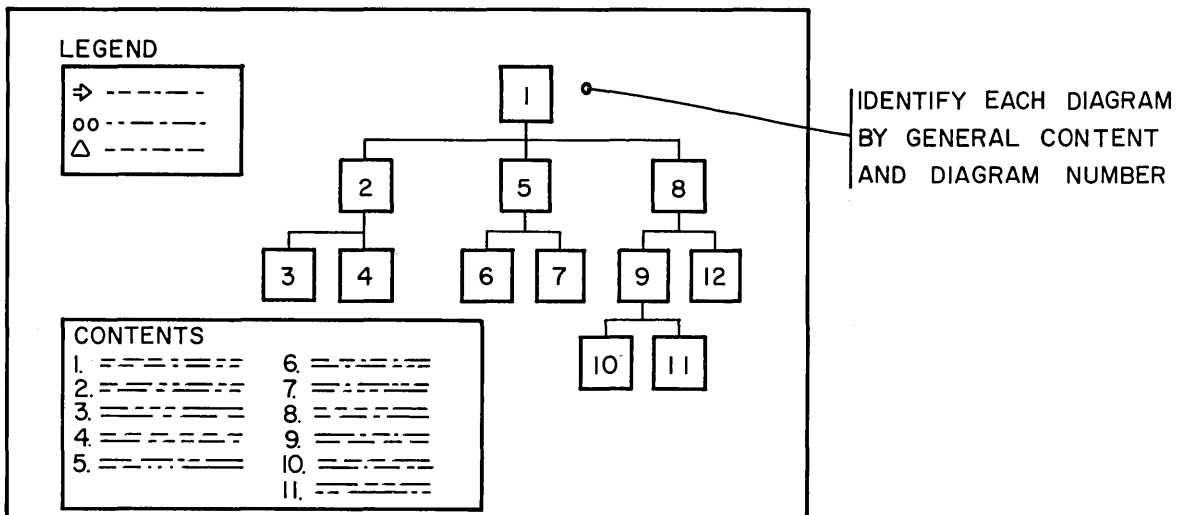 LEGEND
1
IDENTIFY EACH DIAGRAM
BY GENERAL CONTENT
AND DIAGRAM NUMBER
2 5 8
3 4 6 7 9 12
10 11
CONTENTS
1.
2.
3.
4.
5.
6.
7.
8.
9.
10.
11.